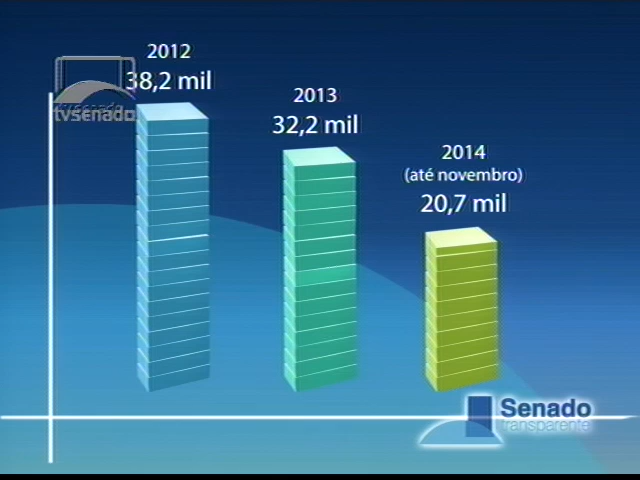 2012
38,2 mil
tvsenado
2013
32,2 mil
2014
(até novembro)
20,7 mil
Senado
transparente